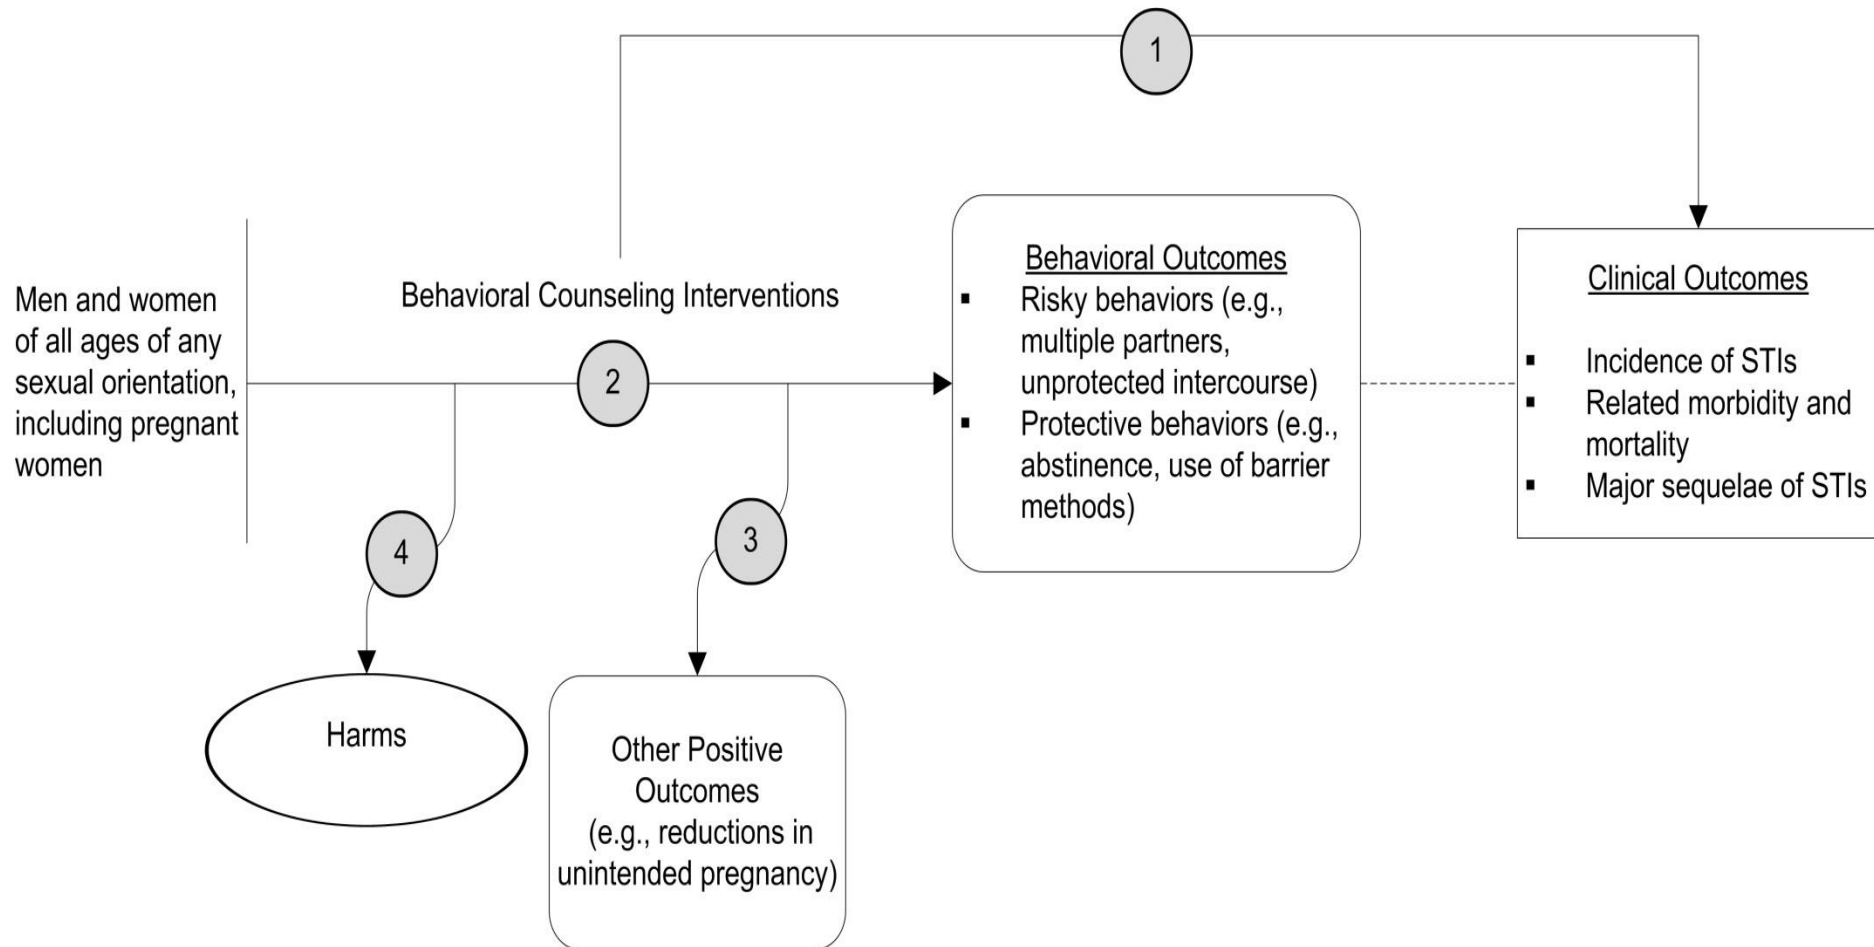 1
Men and women
of all ages of any
sexual orientation,
including pregnant
women
Behavioral Counseling Interventions
2
4
3
Behavioral Outcomes
▪ Risky behaviors (e.g.,
multiple partners,
unprotected intercourse)
▪ Protective behaviors (e.g.,
abstinence, use of barrier
methods)
Clinical Outcomes
▪ Incidence of STIs
▪ Related morbidity and
mortality
▪ Major sequelae of STIs
Harms
Other Positive
Outcomes
(e.g., reductions in
unintended pregnancy)